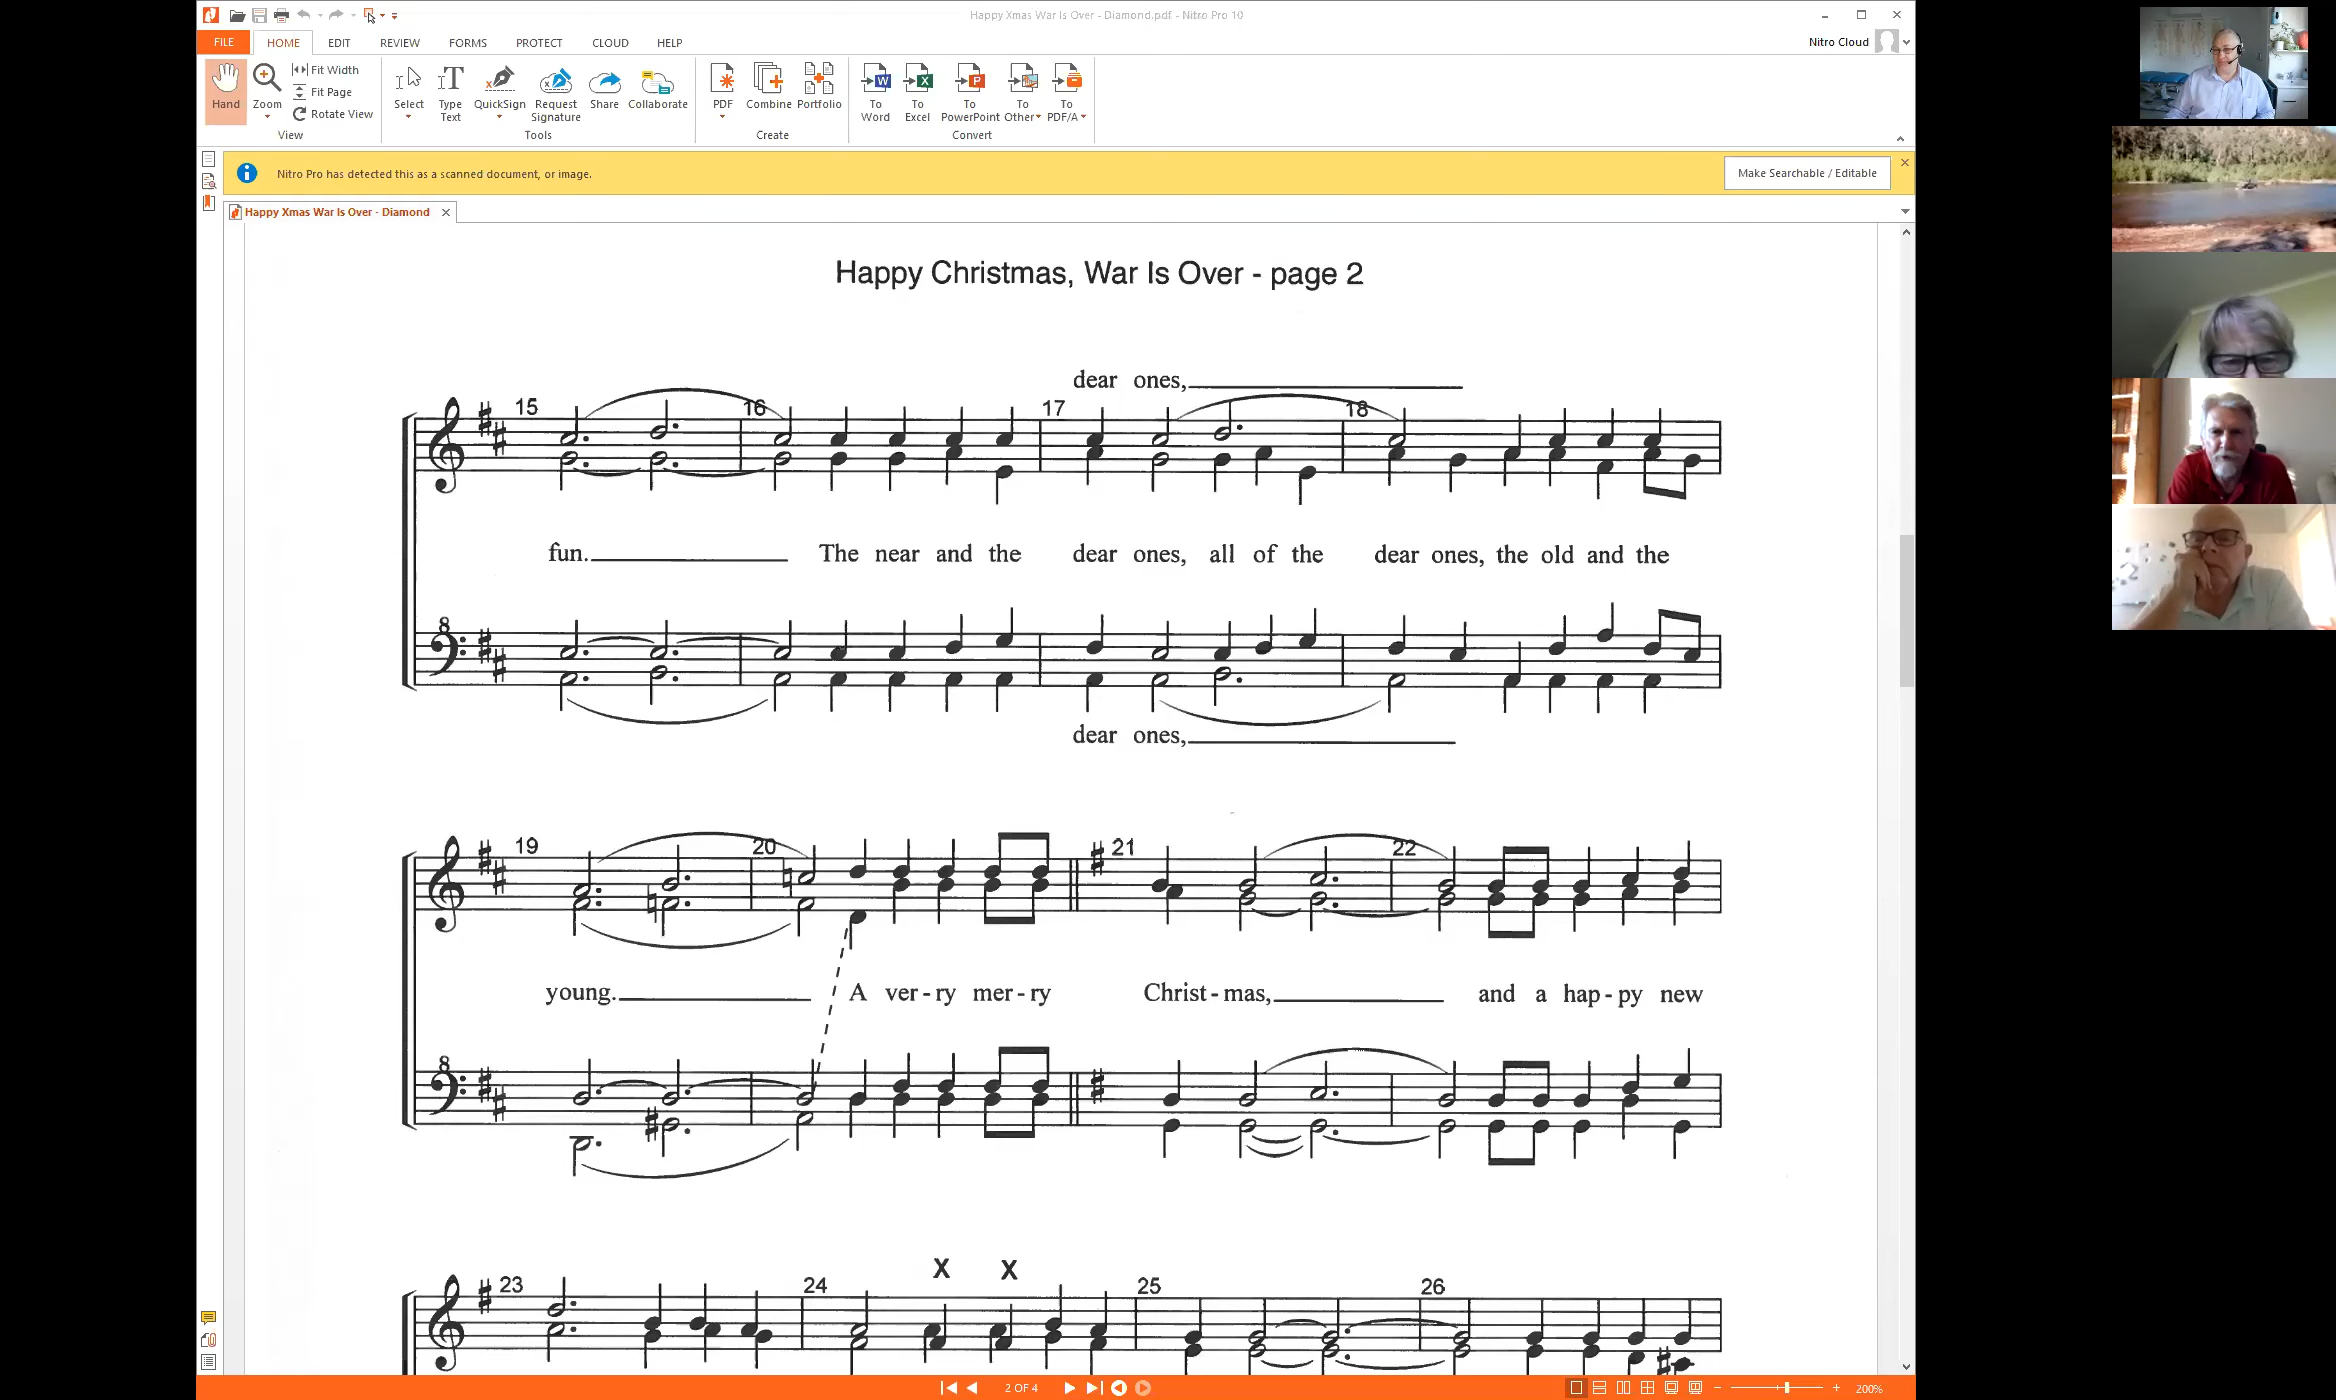 Happy Xmas War Is Over - Diamond.pdf - Nitro Pro 10
FILE HOME EDIT REVIEW FORMS PROTECT CLOUD HELP
Nitro Cloud
Hand Zoom Fit Width Fit Page Rotate View
View
Select Type Text QuickSign Request Signature Share Collaborate
Tools
PDF Combine Portfolio
Create
To Word To Excel To PowerPoint To Other To PDF/A
Convert
Nitro Pro has detected this as a scanned document, or image.
Make Searchable / Editable
Happy Xmas War Is Over - Diamond
Happy Christmas, War Is Over - page 2
dear ones,
15 16 17 18
fun. The near and the dear ones, all of the dear ones, the old and the
8
dear ones,
19 20 21 22
young. A ver - ry mer - ry Christ - mas, and a hap - py new
8
X X
23 24 25 26
2 OF 4
200%